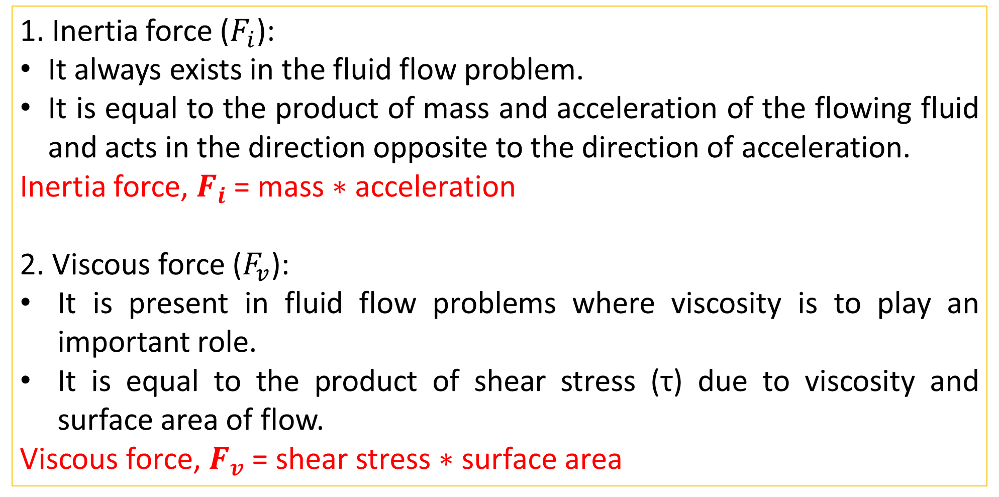 1. Inertia force (F_i):
• It always exists in the fluid flow problem.
• It is equal to the product of mass and acceleration of the flowing fluid
and acts in the direction opposite to the direction of acceleration.
Inertia force, F_i = mass ∗ acceleration
2. Viscous force (F_v):
• It is present in fluid flow problems where viscosity is to play an
important role.
• It is equal to the product of shear stress (τ) due to viscosity and
surface area of flow.
Viscous force, F_v = shear stress ∗ surface area